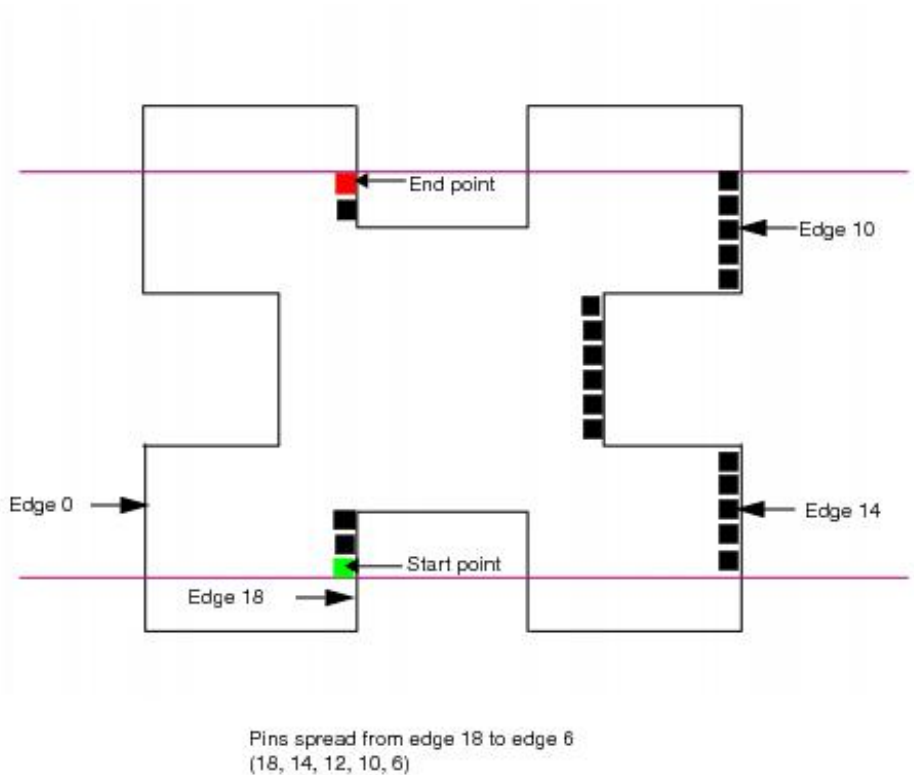 End point
Edge 10
Edge 0
Edge 14
Start point
Edge 18
Pins spread from edge 18 to edge 6
(18, 14, 12, 10, 6)